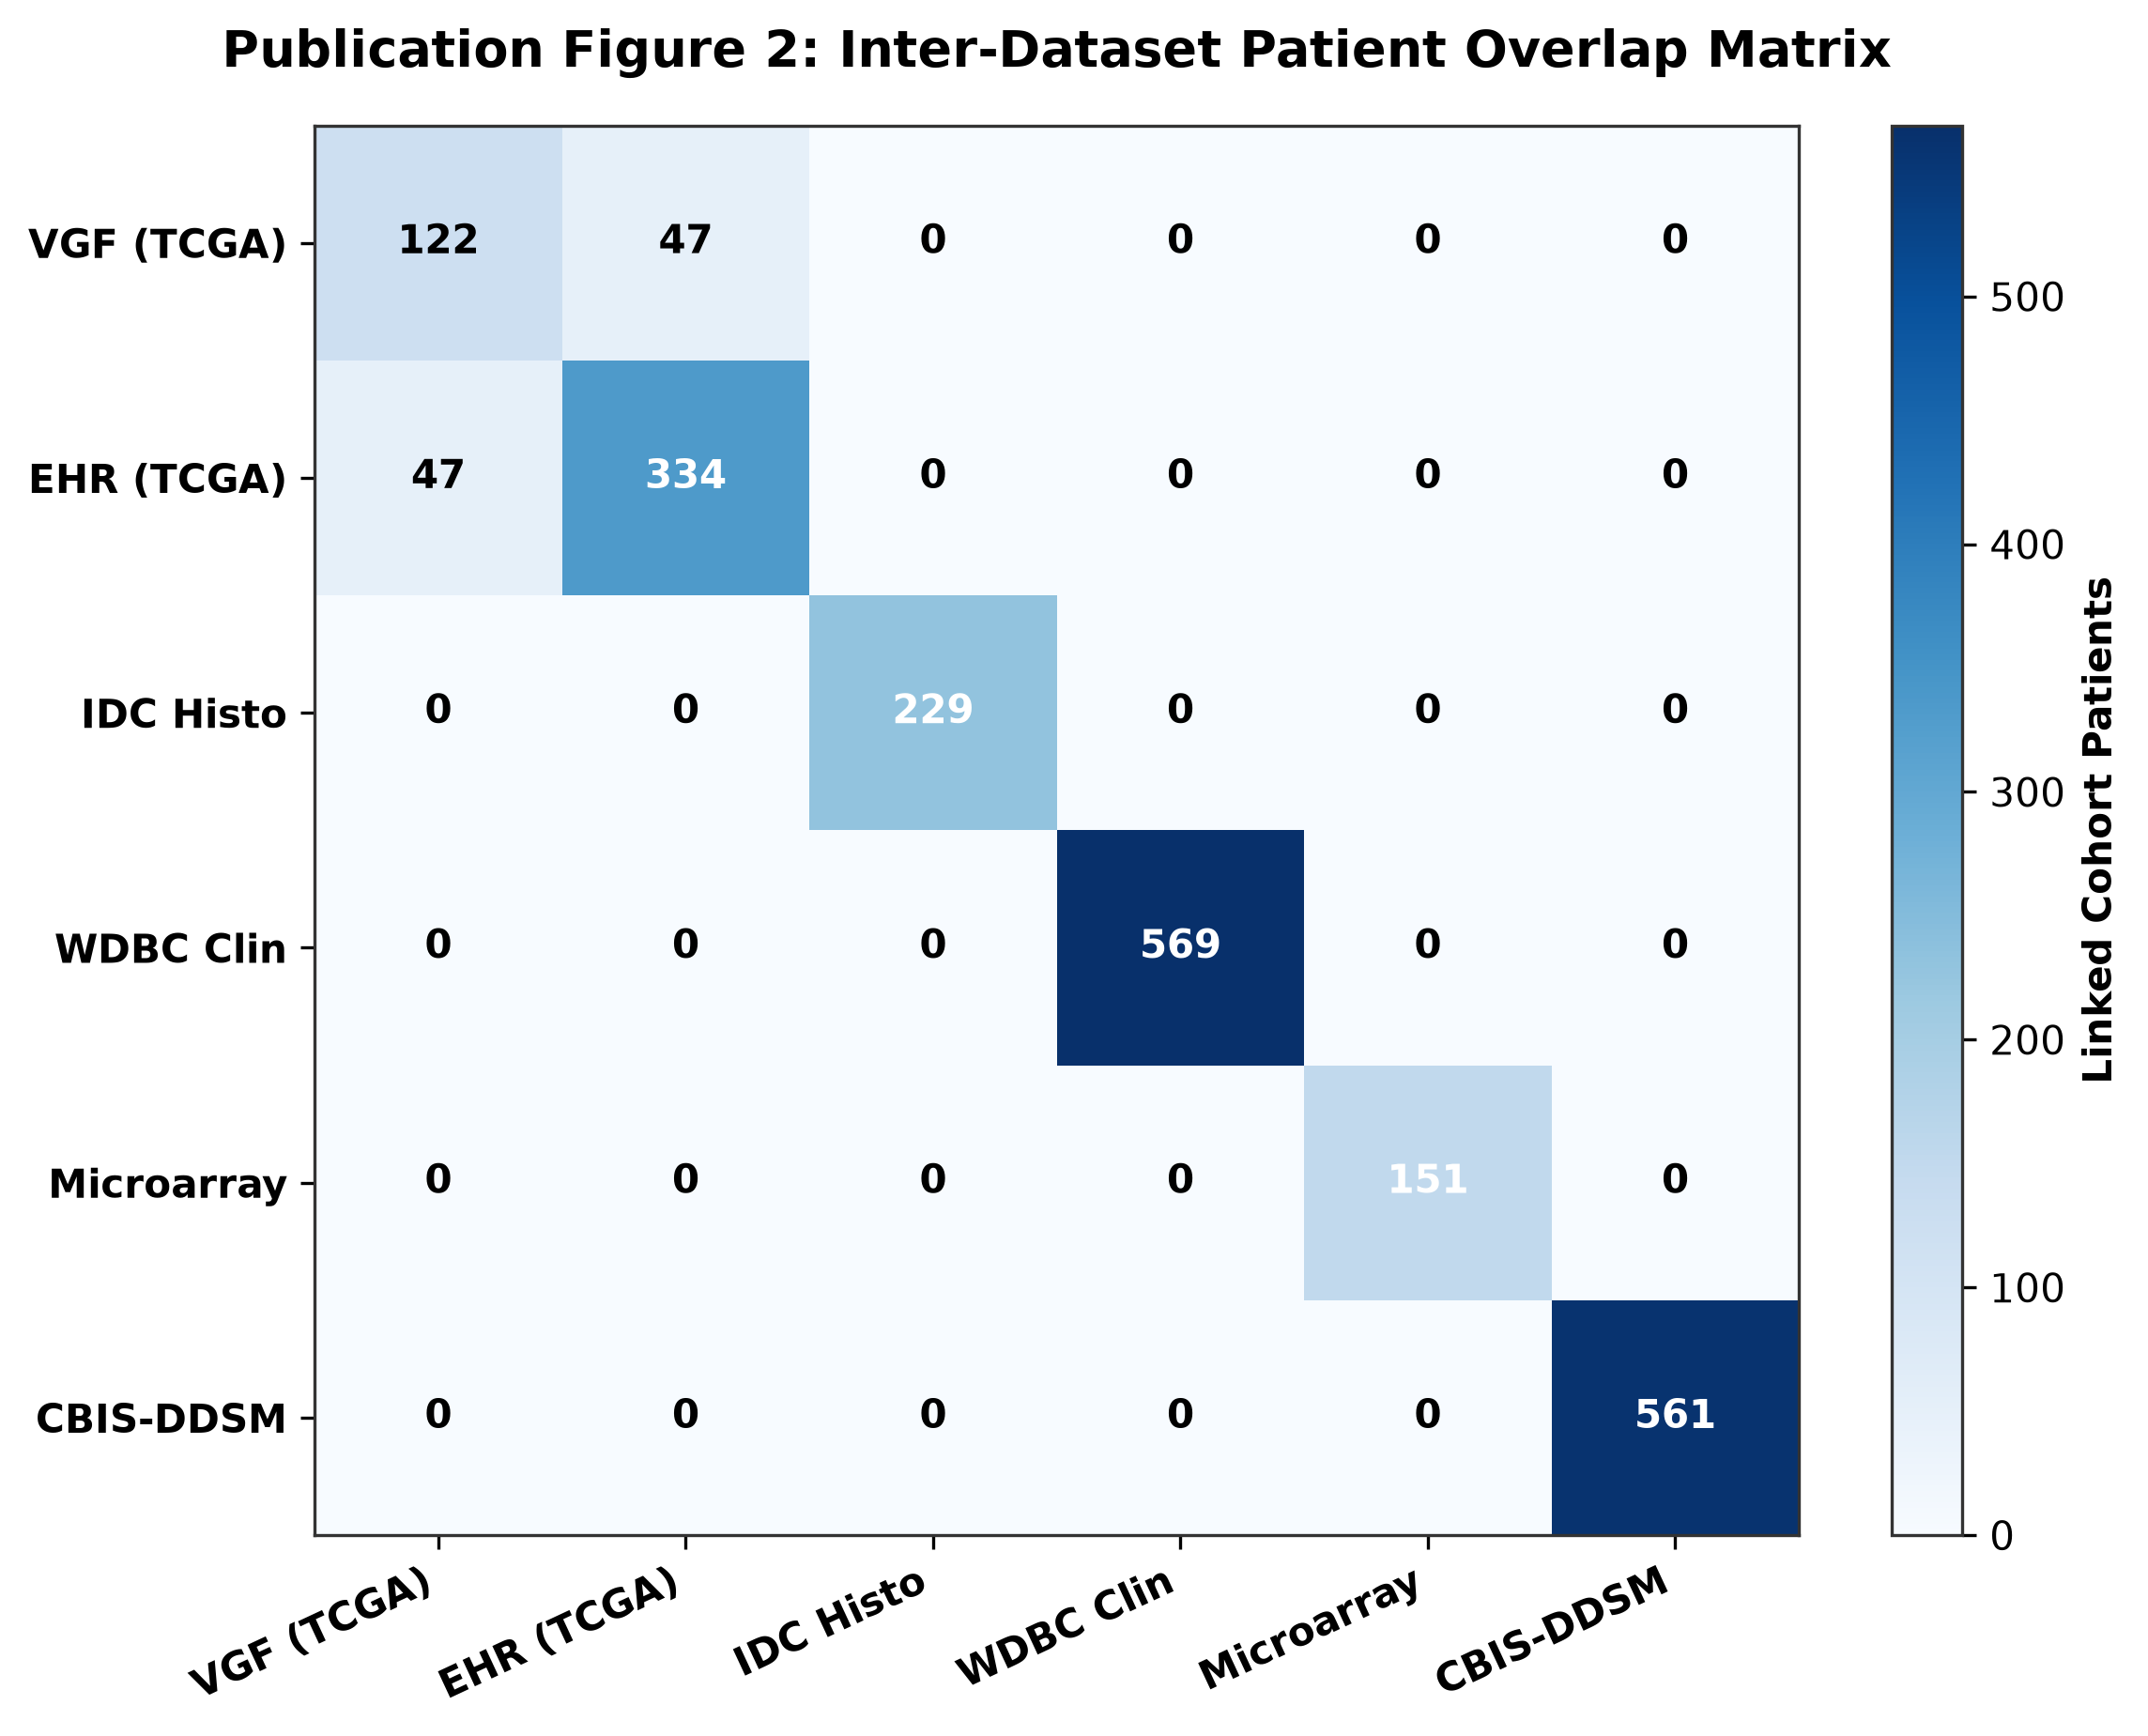 Publication Figure 2: Inter-Dataset Patient Overlap Matrix
VGF (TCGA) 122 47 0 0 0 0
EHR (TCGA) 47 334 0 0 0 0
IDC Histo 0 0 229 0 0 0
WDBC Clin 0 0 0 569 0 0
Microarray 0 0 0 0 151 0
CBIS-DDSM 0 0 0 0 0 561
VGF (TCGA) EHR (TCGA) IDC Histo WDBC Clin Microarray CBIS-DDSM
500
400
300
200
100
0
Linked Cohort Patients